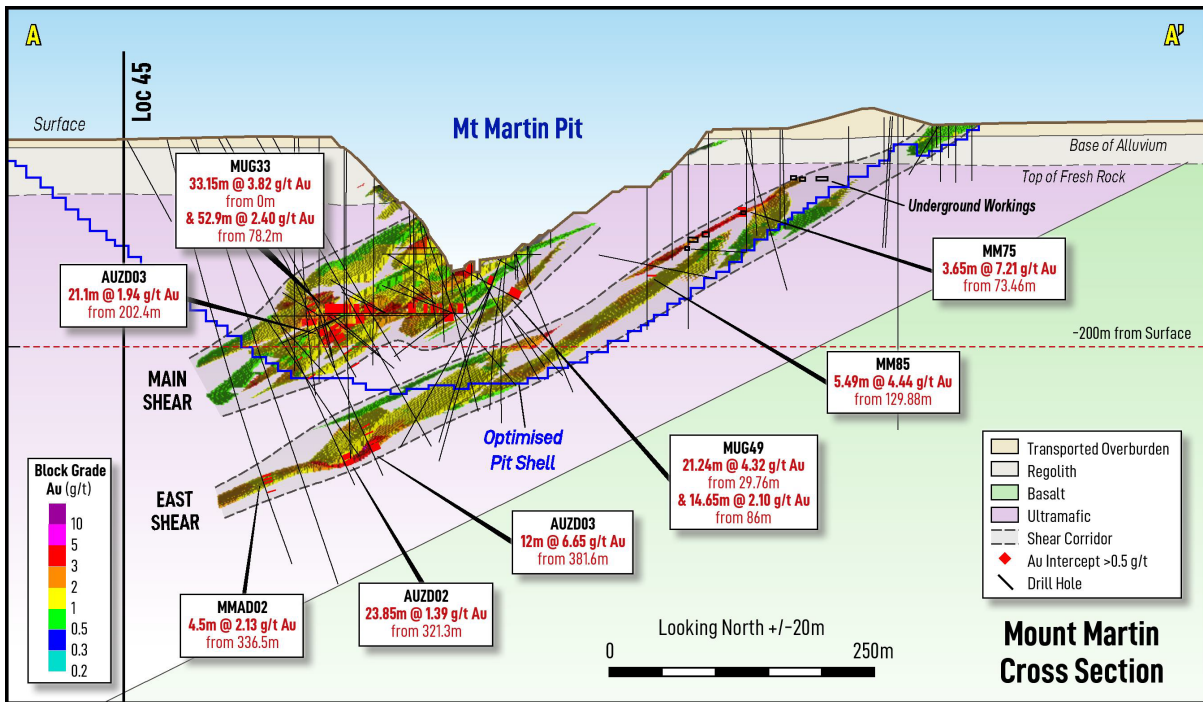 A
A'
Loc 45
Surface
Mt Martin Pit
Base of Alluvium
Top of Fresh Rock
Underground Workings
MUG33
33.15m @ 3.82 g/t Au
from 0m
& 52.9m @ 2.40 g/t Au
from 78.2m
AUZD03
21.1m @ 1.94 g/t Au
from 202.4m
MM75
3.65m @ 7.21 g/t Au
from 73.46m
-200m from Surface
MM85
5.49m @ 4.44 g/t Au
from 129.88m
MAIN
SHEAR
Optimised
Pit Shell
MUG49
21.24m @ 4.32 g/t Au
from 29.76m
& 14.65m @ 2.10 g/t Au
from 86m
EAST
SHEAR
AUZD03
12m @ 6.65 g/t Au
from 381.6m
AUZD02
23.85m @ 1.39 g/t Au
from 321.3m
MMAD02
4.5m @ 2.13 g/t Au
from 336.5m
Block Grade
Au (g/t)
10
5
3
2
1
0.5
0.3
0.2
Transported Overburden
Regolith
Basalt
Ultramafic
Shear Corridor
Au Intercept >0.5 g/t
Drill Hole
Looking North +/-20m
0
250m
Mount Martin
Cross Section